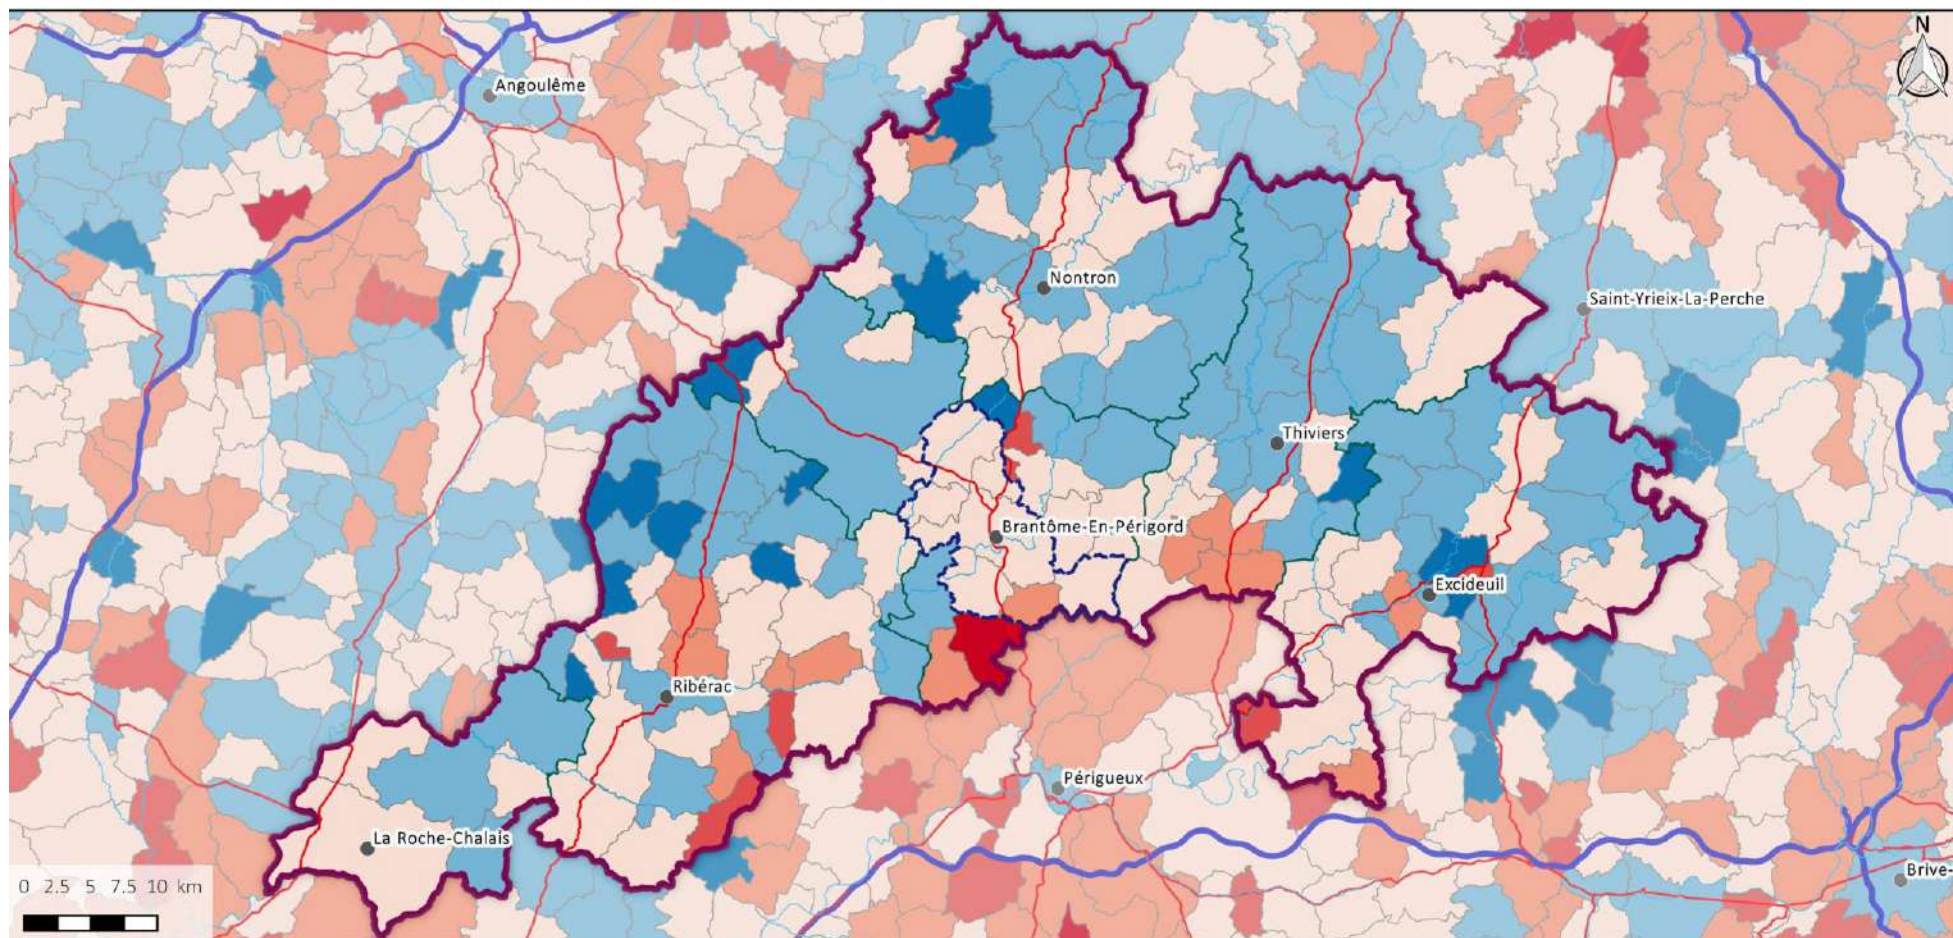 N
Angoulême
Nontron
Saint-Yrieix-La-Perche
Thiviers
Brantôme-En-Périgord
Excideuil
Ribérac
Périgueux
La Roche-Chalais
Brive-
0 2.5 5 7.5 10 km